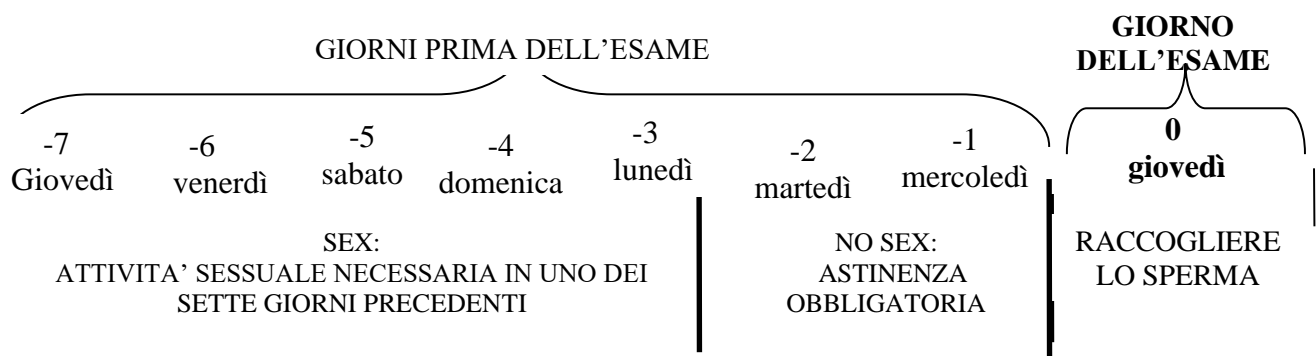 GIORNI PRIMA DELL’ESAME
GIORNO
DELL’ESAME
-7
Giovedì
-6
venerdì
-5
sabato
-4
domenica
-3
lunedì
-2
martedì
-1
mercoledì
0
giovedì
SEX:
ATTIVITA’ SESSUALE NECESSARIA IN UNO DEI
SETTE GIORNI PRECEDENTI
NO SEX:
ASTINENZA
OBBLIGATORIA
RACCOGLIERE
LO SPERMA